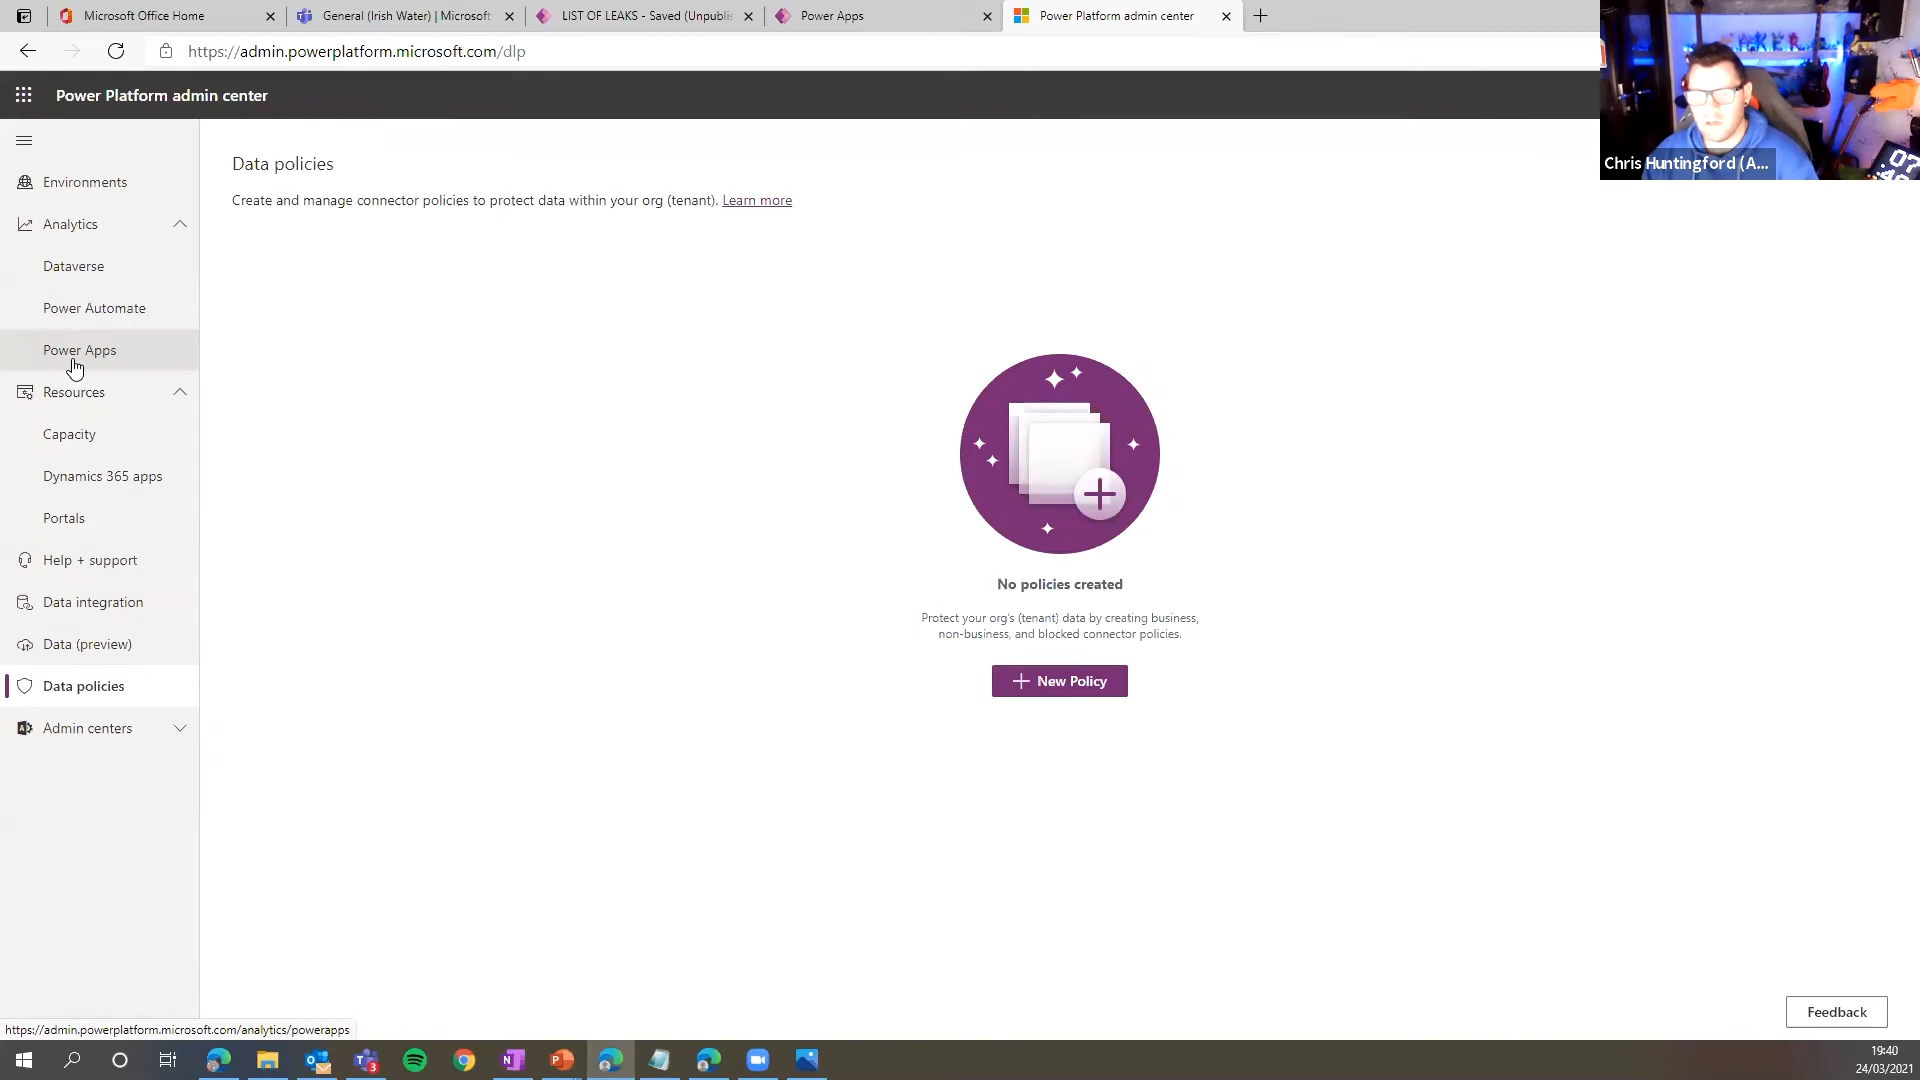 Microsoft Office Home
General (Irish Water) | Microsoft
LIST OF LEAKS - Saved (Unpublis
Power Apps
Power Platform admin center
https://admin.powerplatform.microsoft.com/dlp
Power Platform admin center
Chris Huntingford (A...
07
Environments
Analytics
Dataverse
Power Automate
Power Apps
Resources
Capacity
Dynamics 365 apps
Portals
Help + support
Data integration
Data (preview)
Data policies
Admin centers
Data policies
Create and manage connector policies to protect data within your org (tenant). Learn more
No policies created
Protect your org's (tenant) data by creating business,
non-business, and blocked connector policies.
New Policy
Feedback
https://admin.powerplatform.microsoft.com/analytics/powerapps
3
19:40
24/03/2021